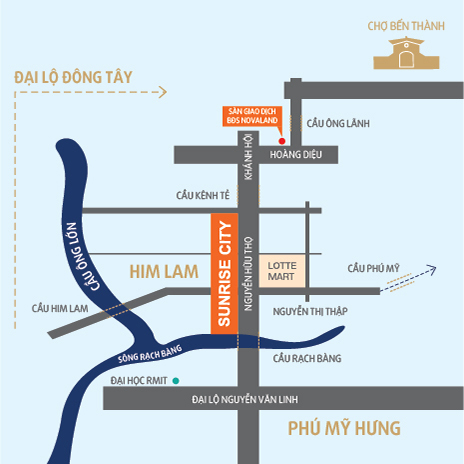 CHỢ BẾN THÀNH
ĐẠI LỘ ĐÔNG TÂY
SÀN GIAO DỊCH
BĐS NOVALAND
CẦU ÔNG LÃNH
KHÁNH HỘI
HOÀNG DIỆU
CẦU KÊNH TẺ
CẦU ÔNG LỚN
SUNRISE CITY
NGUYỄN HỮU THỌ
HIM LAM
LOTTE
MART
CẦU PHÚ MỸ
CẦU HIM LAM
NGUYỄN THỊ THẬP
SÔNG RẠCH BÀNG
CẦU RẠCH BÀNG
ĐẠI HỌC RMIT
ĐẠI LỘ NGUYỄN VĂN LINH
PHÚ MỸ HƯNG